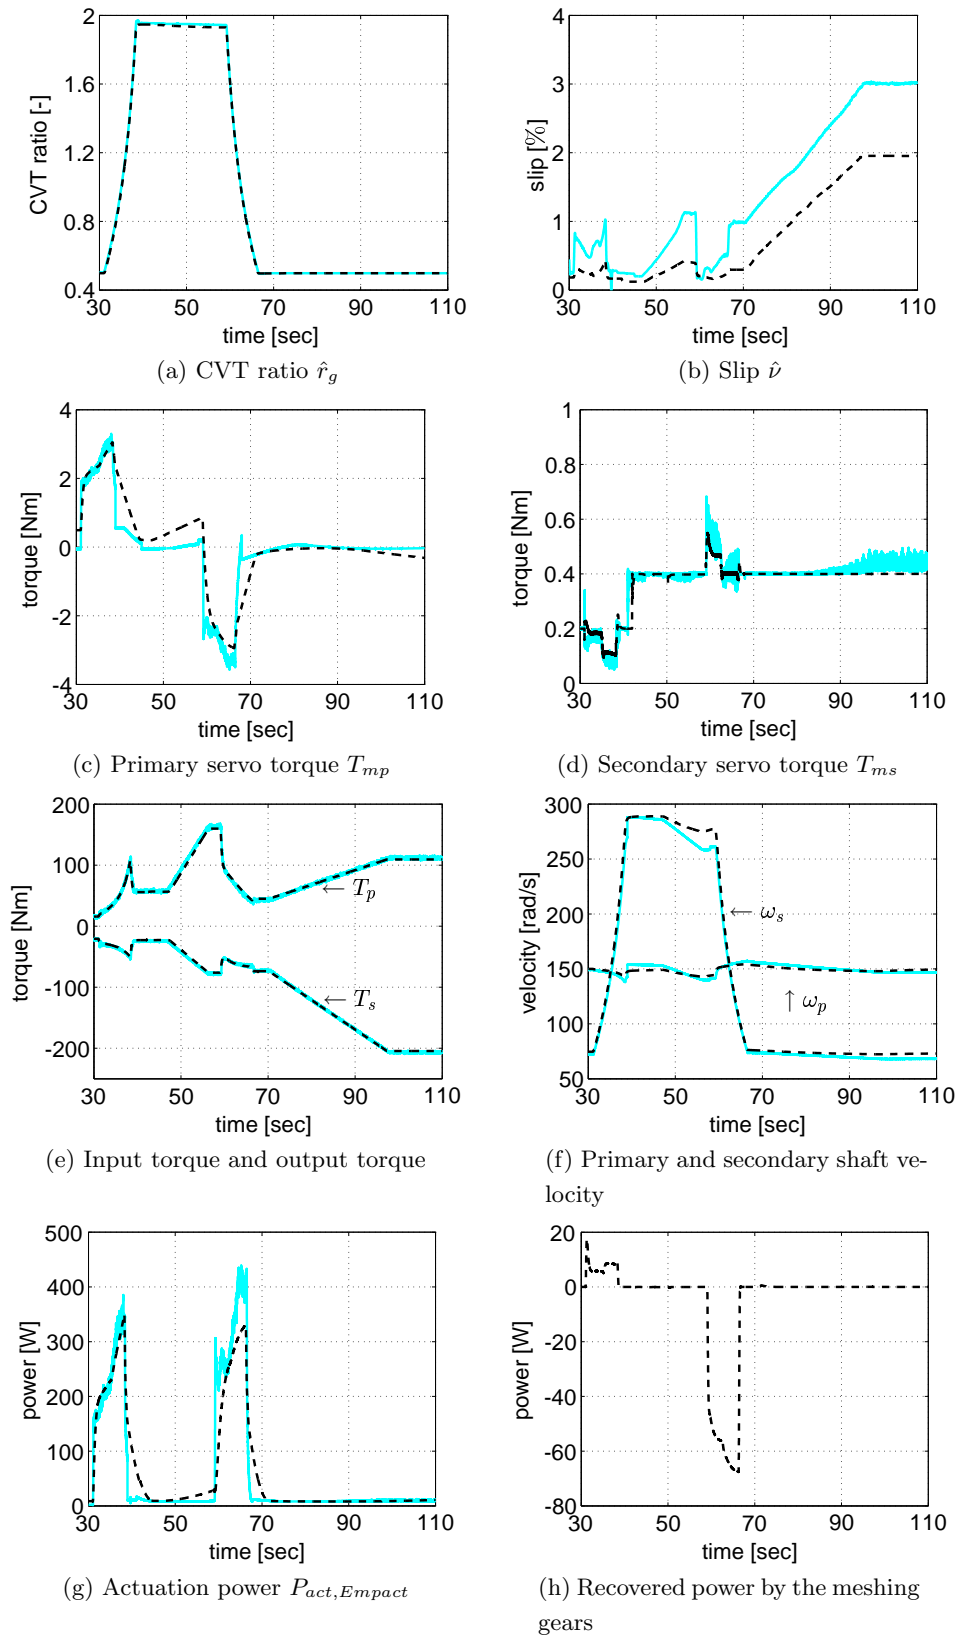 2
1.6
1.2
0.8
0.4
CVT ratio [-]
30 50 70 90 110
time [sec]
(a) CVT ratio r̂g
4
3
2
1
0
slip [%]
30 50 70 90 110
time [sec]
(b) Slip ν̂
4
2
0
-2
-4
torque [Nm]
30 50 70 90 110
time [sec]
(c) Primary servo torque Tmp
1
0.8
0.6
0.4
0.2
0
torque [Nm]
30 50 70 90 110
time [sec]
(d) Secondary servo torque Tms
200
100
0
-100
-200
torque [Nm]
← Tp
← Ts
30 50 70 90 110
time [sec]
(e) Input torque and output torque
300
250
200
150
100
50
velocity [rad/s]
← ωs
↑ ωp
30 50 70 90 110
time [sec]
(f) Primary and secondary shaft ve-
locity
500
400
300
200
100
0
power [W]
30 50 70 90 110
time [sec]
(g) Actuation power Pact,Empact
20
0
-20
-40
-60
-80
power [W]
30 50 70 90 110
time [sec]
(h) Recovered power by the meshing
gears